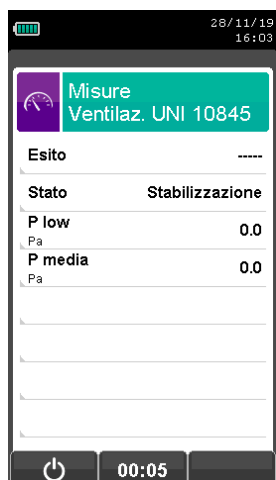 28/11/19
16:03
Misure
Ventilaz. UNI 10845
Esito -----
Stato Stabilizzazione
P low
Pa
0.0
P media
Pa
0.0
00:05